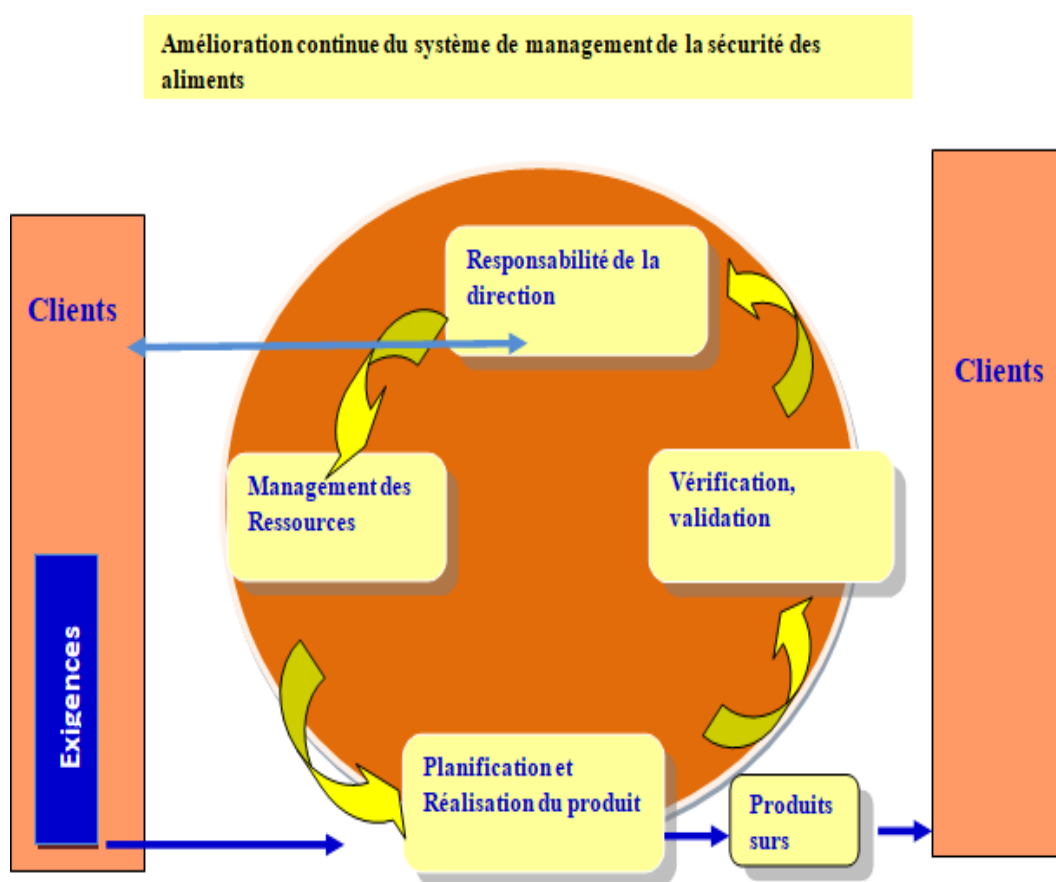 Amélioration continue du système de management de la sécurité des
aliments
Clients
Responsabilité de la
direction
Clients
Management des
Ressources
Vérification,
validation
Exigences
Planification et
Réalisation du produit
Produits
surs